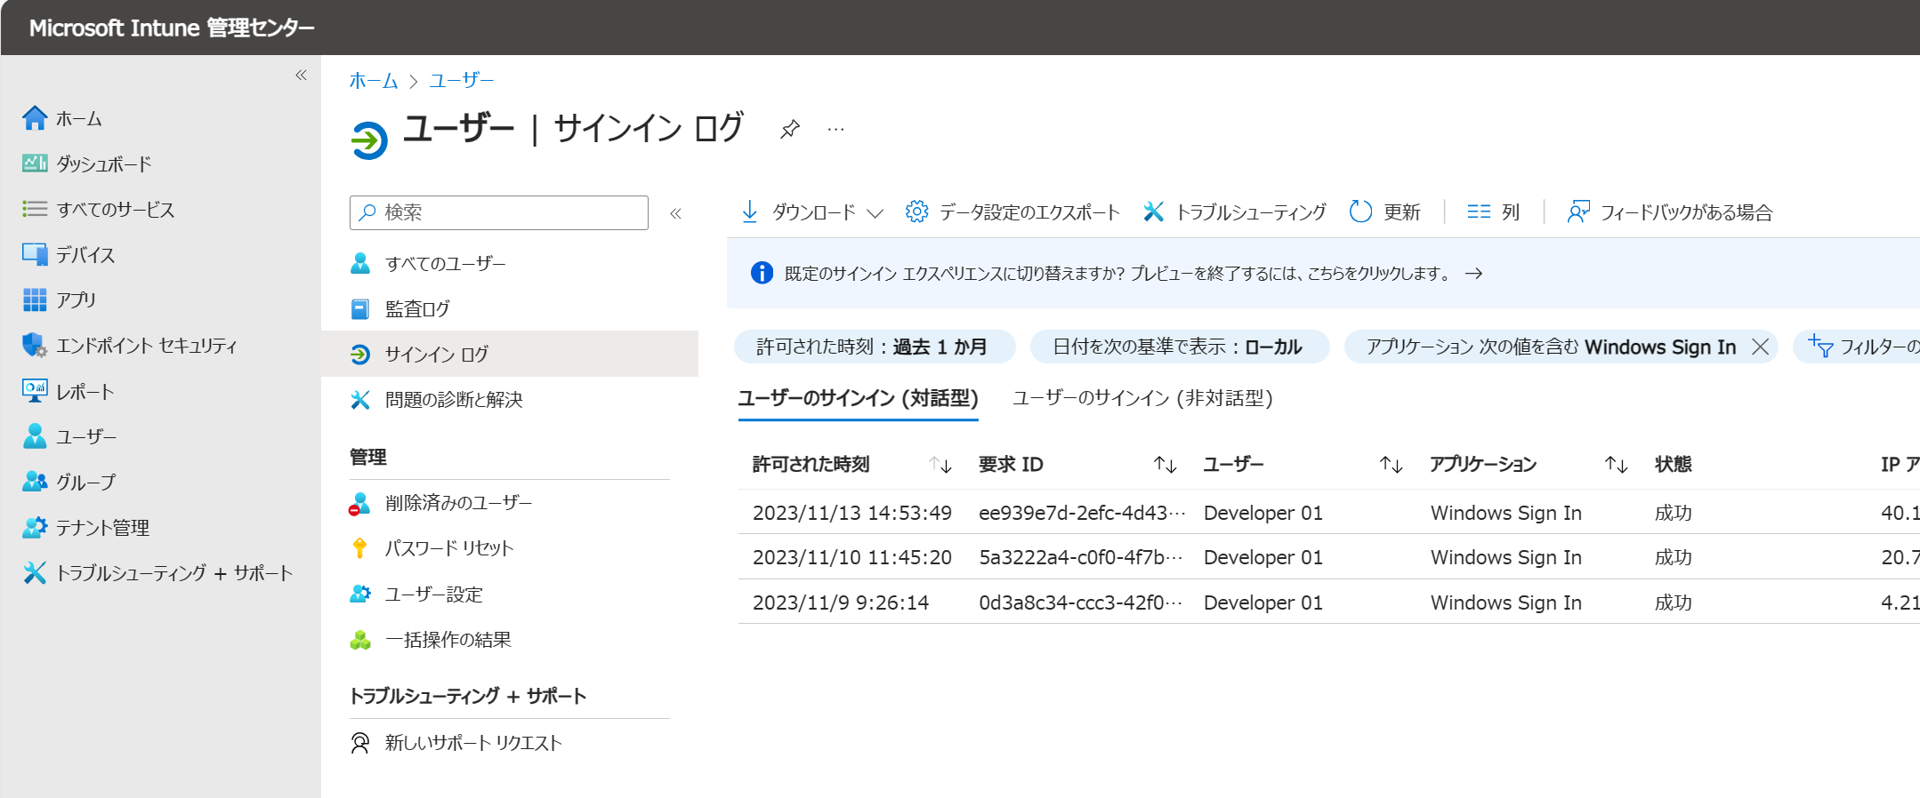 Microsoft Intune 管理センター
ホーム
ダッシュボード
すべてのサービス
デバイス
アプリ
エンドポイント セキュリティ
レポート
ユーザー
グループ
テナント管理
トラブルシューティング + サポート
ホーム > ユーザー
ユーザー | サインイン ログ
検索
すべてのユーザー
監査ログ
サインイン ログ
問題の診断と解決
管理
削除済みのユーザー
パスワード リセット
ユーザー設定
一括操作の結果
トラブルシューティング + サポート
新しいサポート リクエスト
ダウンロード データ設定のエクスポート トラブルシューティング 更新 列 フィードバックがある場合
既定のサインイン エクスペリエンスに切り替えますか? プレビューを終了するには、こちらをクリックします。 →
許可された時刻 : 過去 1 か月 日付を次の基準で表示 : ローカル アプリケーション 次の値を含む Windows Sign In フィルターの
ユーザーのサインイン (対話型) ユーザーのサインイン (非対話型)
許可された時刻 要求 ID ユーザー アプリケーション 状態 IP ア
2023/11/13 14:53:49 ee939e7d-2efc-4d43… Developer 01 Windows Sign In 成功 40.1
2023/11/10 11:45:20 5a3222a4-c0f0-4f7b… Developer 01 Windows Sign In 成功 20.7
2023/11/9 9:26:14 0d3a8c34-ccc3-42f0… Developer 01 Windows Sign In 成功 4.21